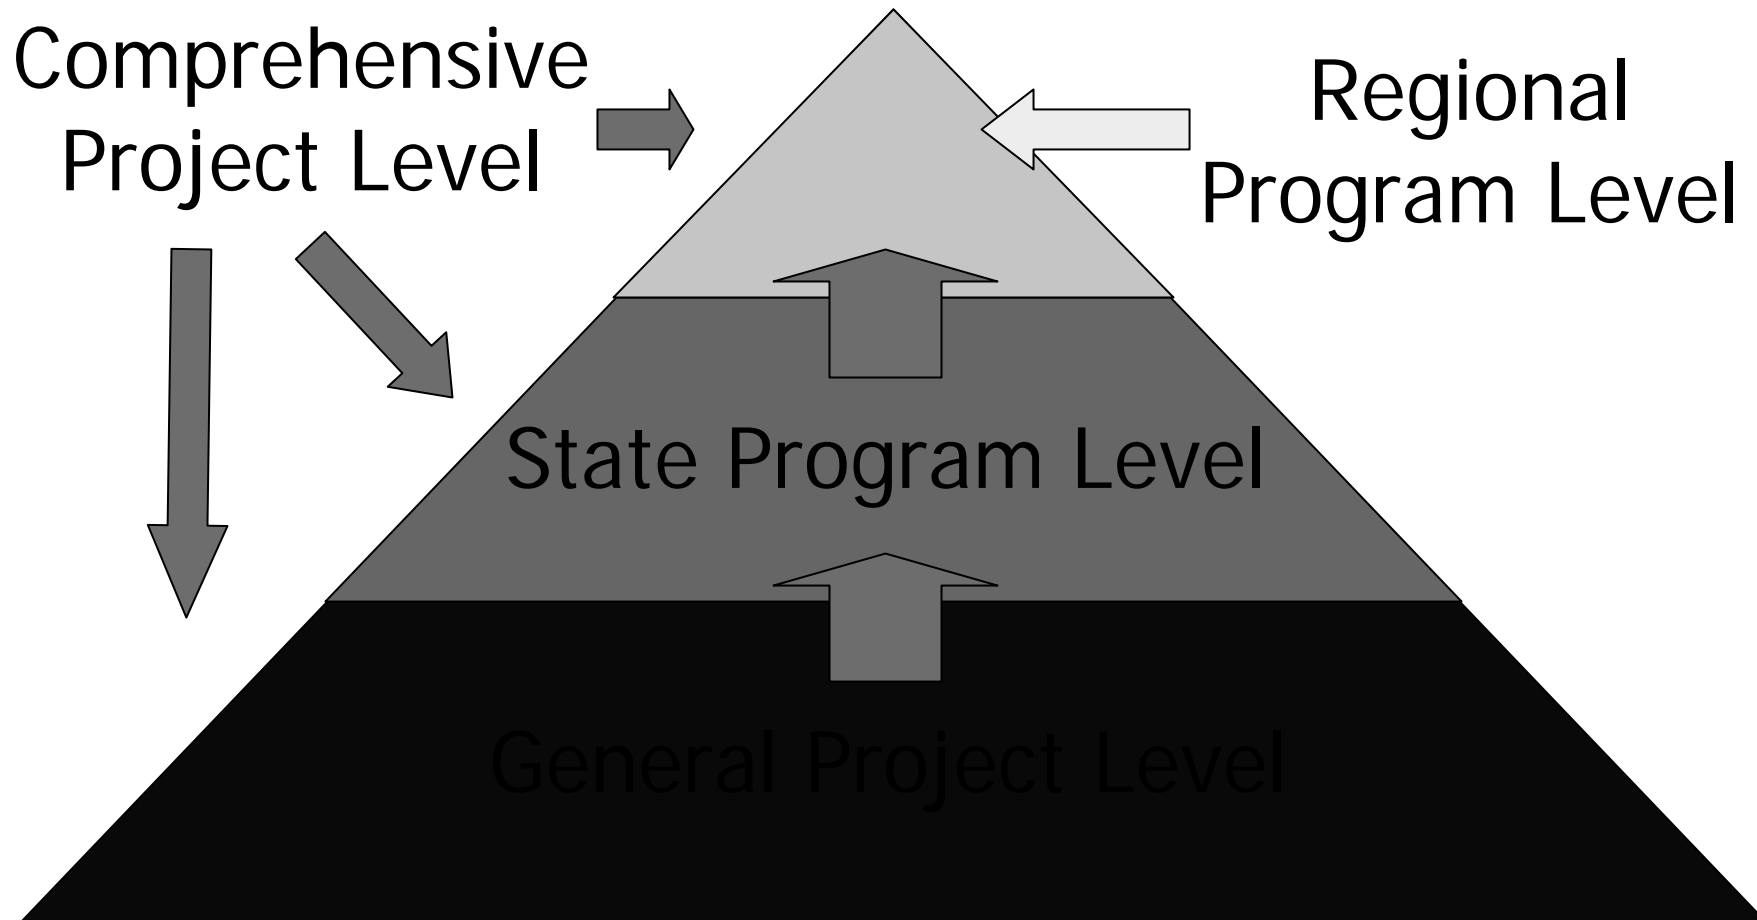 Comprehensive
Project Level
Regional
Program Level
State Program Level
General Project Level